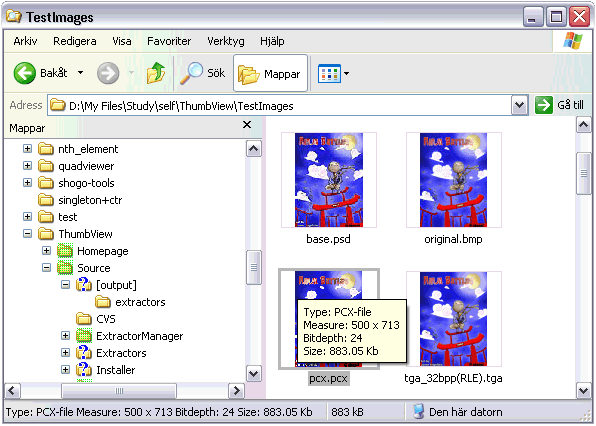 TestImages
Arkiv Redigera Visa Favoriter Verktyg Hjälp
Bakåt Sök Mappar
Adress D:\My Files\Study\self\ThumbView\TestImages Gå till
Mappar
nth_element
quadviewer
shogo-tools
singleton+ctr
test
ThumbView
Homepage
Source
[output]
extractors
CVS
ExtractorManager
Extractors
Installer
base.psd
original.bmp
Type: PCX-file
Measure: 500 x 713
Bitdepth: 24
Size: 883.05 Kb
pcx.pcx
tga_32bpp(RLE).tga
Type: PCX-file Measure: 500 x 713 Bitdepth: 24 Size: 883.05 Kb 883 kB Den här datorn